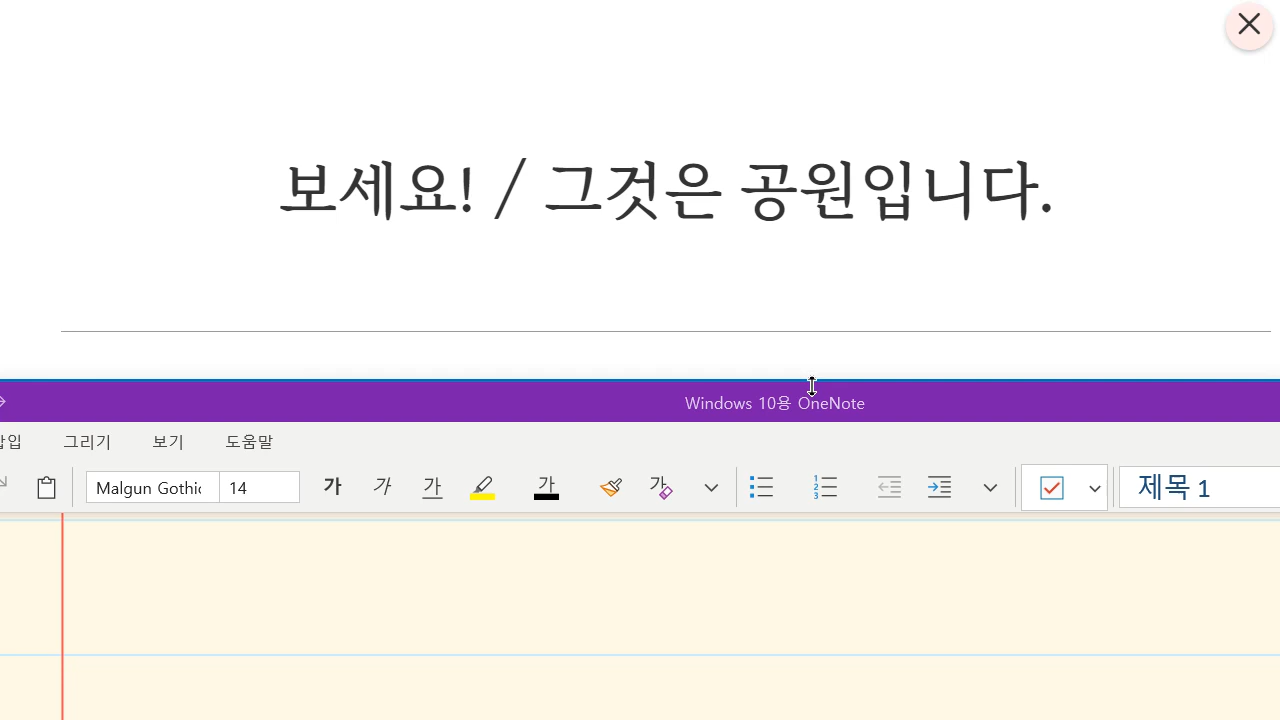 보세요! / 그것은 공원입니다.
Windows 10용 OneNote
삽입 그리기 보기 도움말
Malgun Gothic 14 가 가 가 가 가 제목 1